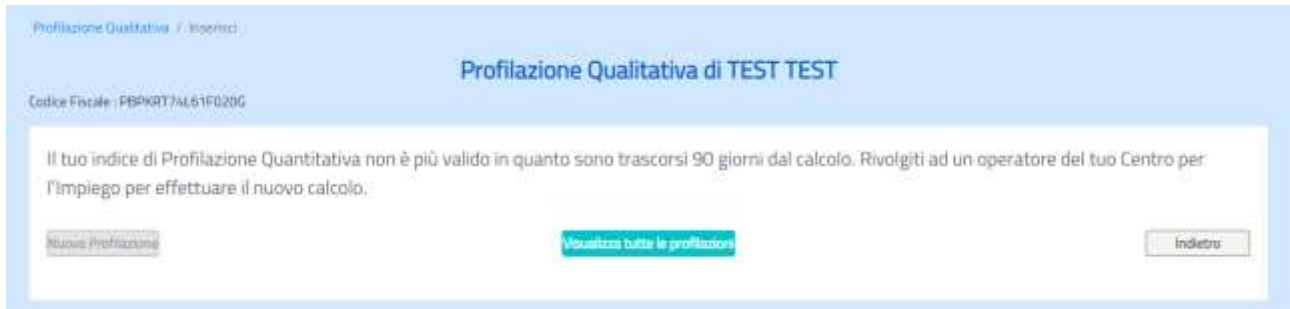 Profilazione Qualitativa / Inserisci
Profilazione Qualitativa di TEST TEST
Codice Fiscale : PBPKRT74L61F020G
Il tuo indice di Profilazione Quantitativa non è più valido in quanto sono trascorsi 90 giorni dal calcolo. Rivolgiti ad un operatore del tuo Centro per
l'Impiego per effettuare il nuovo calcolo.
Nuova Profilazione
Visualizza tutte le profilazioni
Indietro